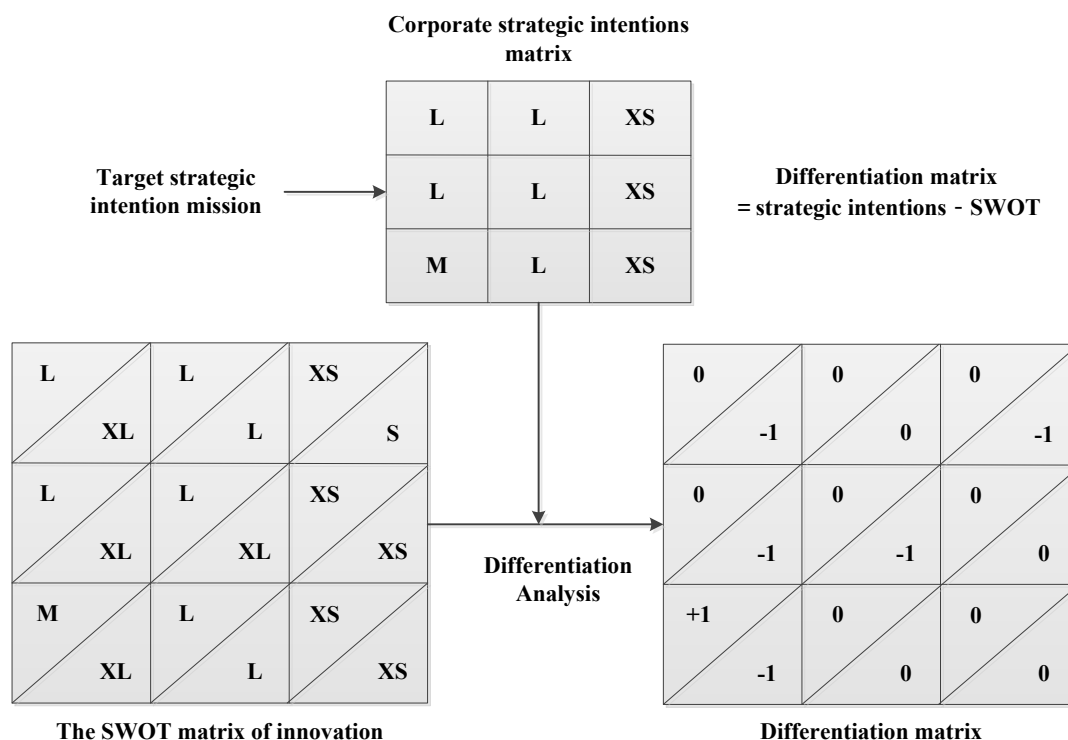 Corporate strategic intentions
matrix
L L XS
L L XS
M L XS
Target strategic
intention mission
Differentiation matrix
= strategic intentions - SWOT
L L XS
XL L S
L L XS
XL XL XS
M L XS
XL L XS
Differentiation
Analysis
0 0 0
-1 0 -1
0 0 0
-1 -1 0
+1 0 0
-1 0 0
The SWOT matrix of innovation
Differentiation matrix